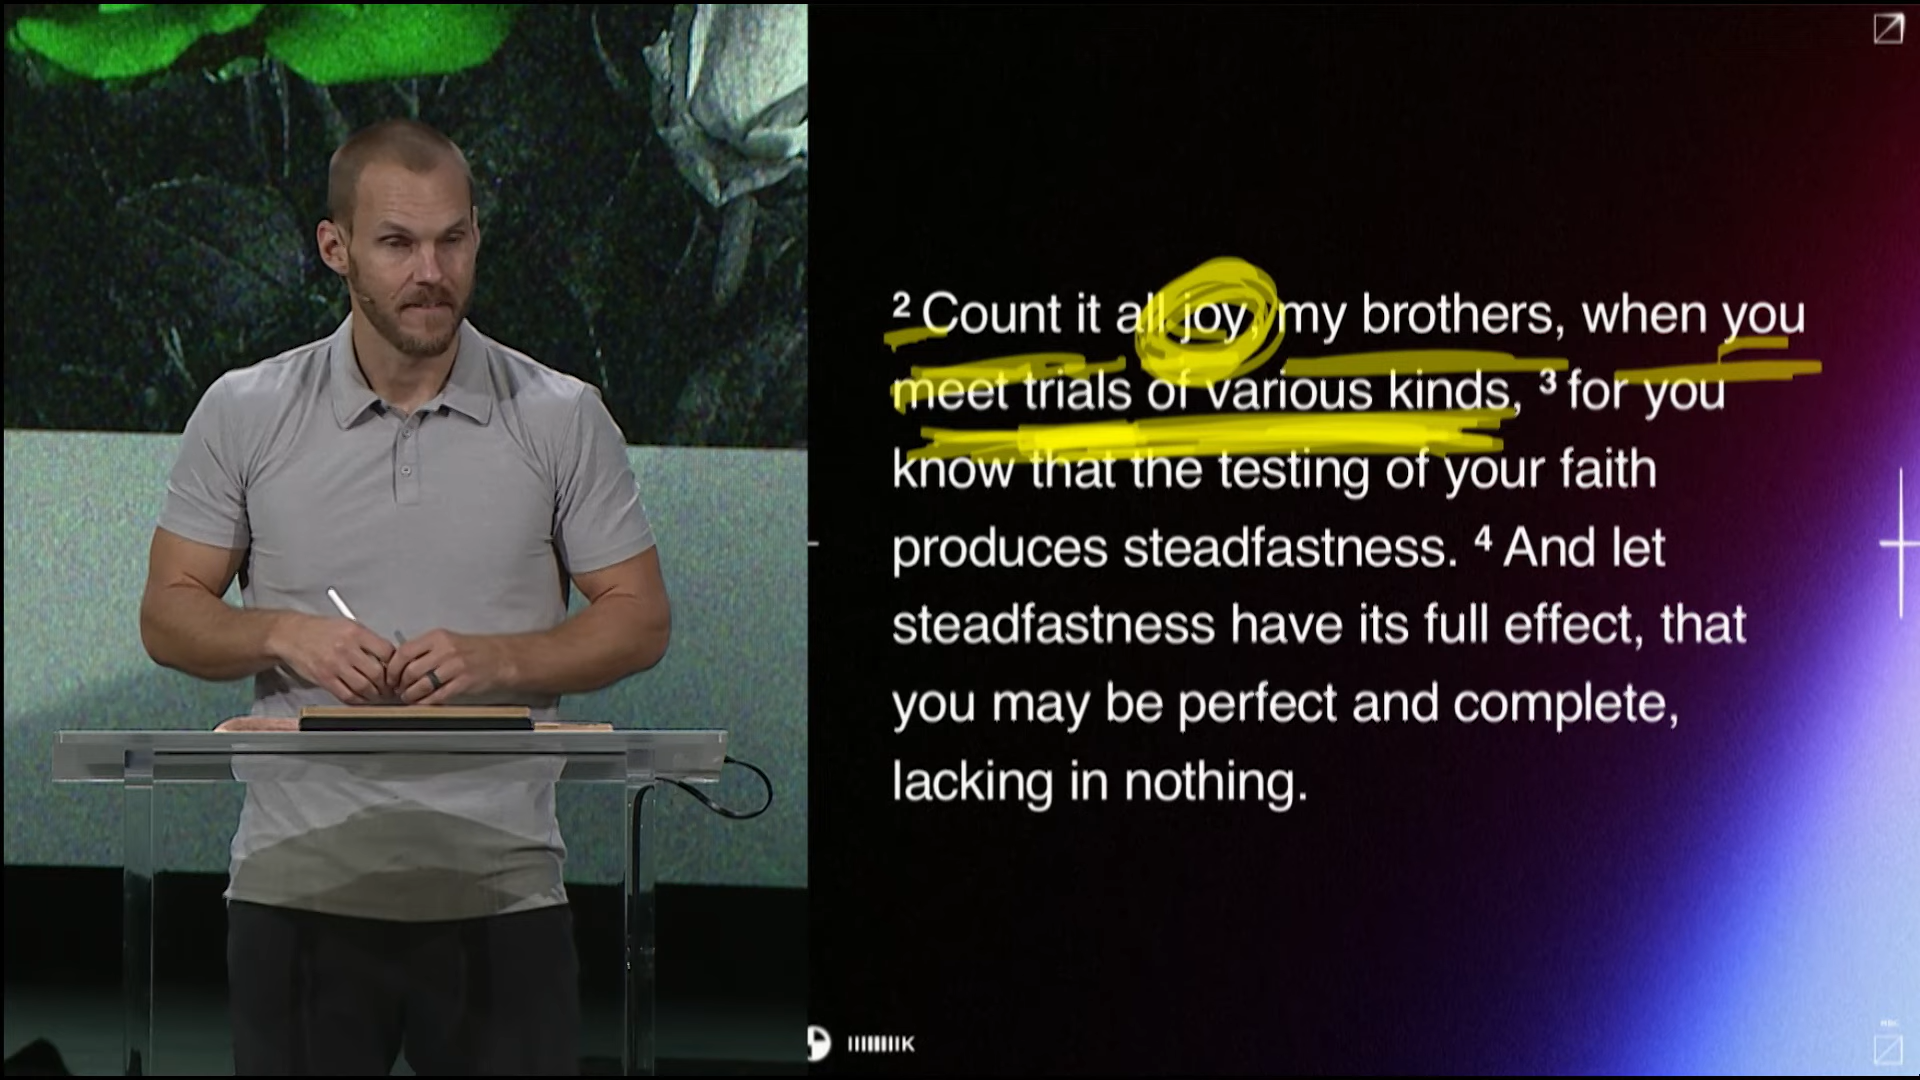 ² Count it all joy, my brothers, when you
meet trials of various kinds, ³ for you
know that the testing of your faith
produces steadfastness. ⁴ And let
steadfastness have its full effect, that
you may be perfect and complete,
lacking in nothing.